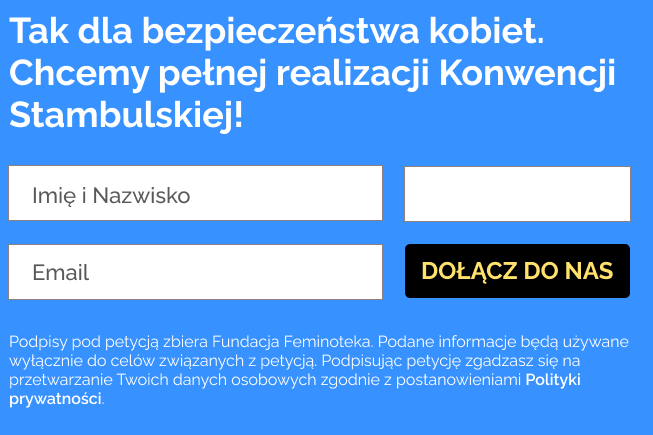 Tak dla bezpieczeństwa kobiet.
Chcemy pełnej realizacji Konwencji
Stambulskiej!
Imię i Nazwisko
Email
DOŁĄCZ DO NAS
Podpisy pod petycją zbiera Fundacja Feminoteka. Podane informacje będą używane
wyłącznie do celów związanych z petycją. Podpisując petycję zgadzasz się na
przetwarzanie Twoich danych osobowych zgodnie z postanowieniami Polityki
prywatności.